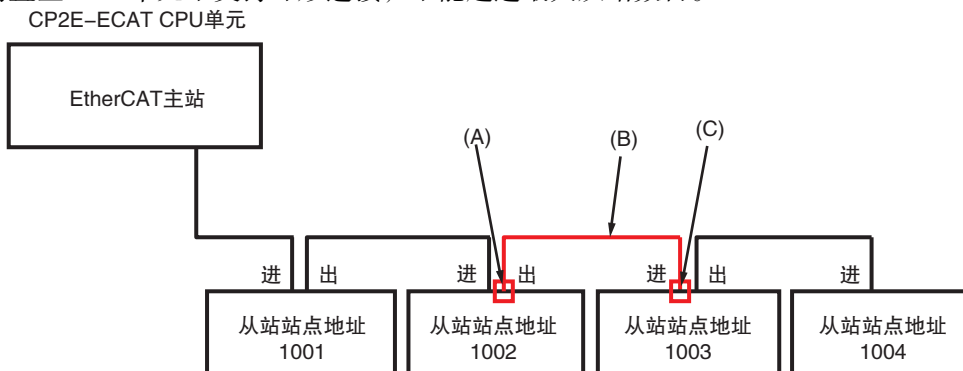 CP2E-ECAT CPU单元
EtherCAT主站
(A)
(B)
(C)
进 出 进 出 进 出 进
从站站点地址
1001
从站站点地址
1002
从站站点地址
1003
从站站点地址
1004